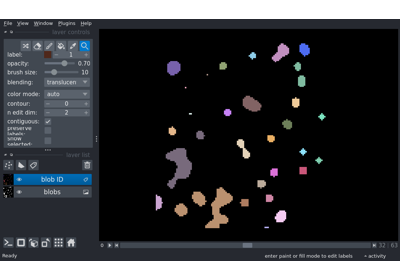 File View Window Plugins Help
layer controls
label: 1
opacity: 0.70
brush size: 10
blending: translucen
color mode: auto
contour: 0
n edit dim: 2
contiguous: ✓
preserve labels:
show selected:
layer list
blob ID
blobs
0 32 63
Ready enter paint or fill mode to edit labels activity